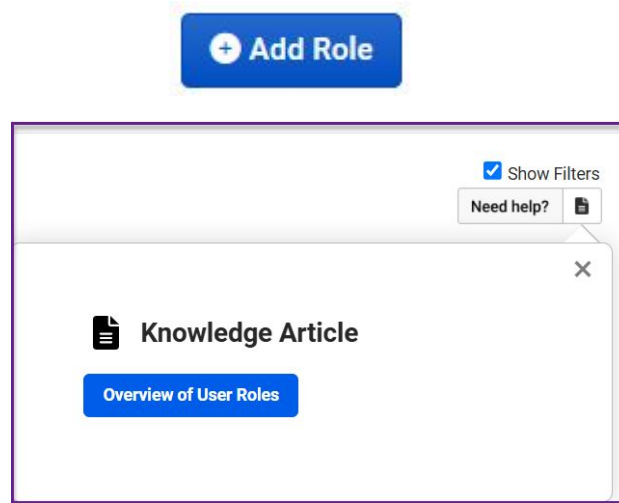 Add Role
Show Filters
Need help?
Knowledge Article
Overview of User Roles